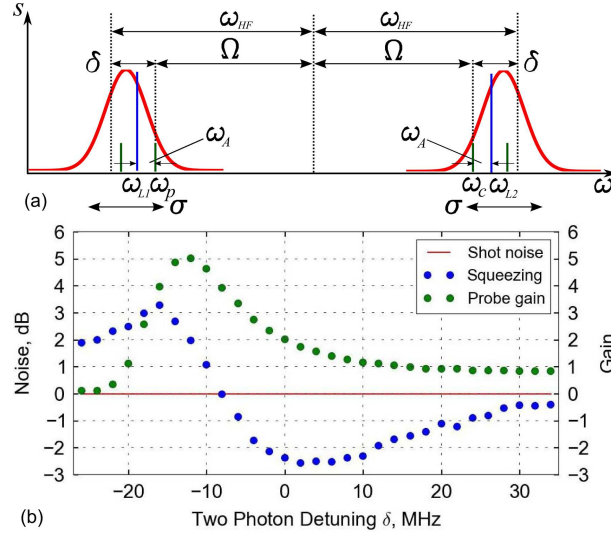 s
ω_HF ω_HF
δ Ω Ω δ
ω_A ω_A
ω_L1 ω_p ω_c ω_L2 ω
(a) σ σ
Noise, dB
Gain
6 6
5 5
4 4
3 3
2 2
1 1
0 0
−1 −1
−2 −2
−3 −3
Shot noise
Squeezing
Probe gain
−20 −10 0 10 20 30
(b) Two Photon Detuning δ, MHz